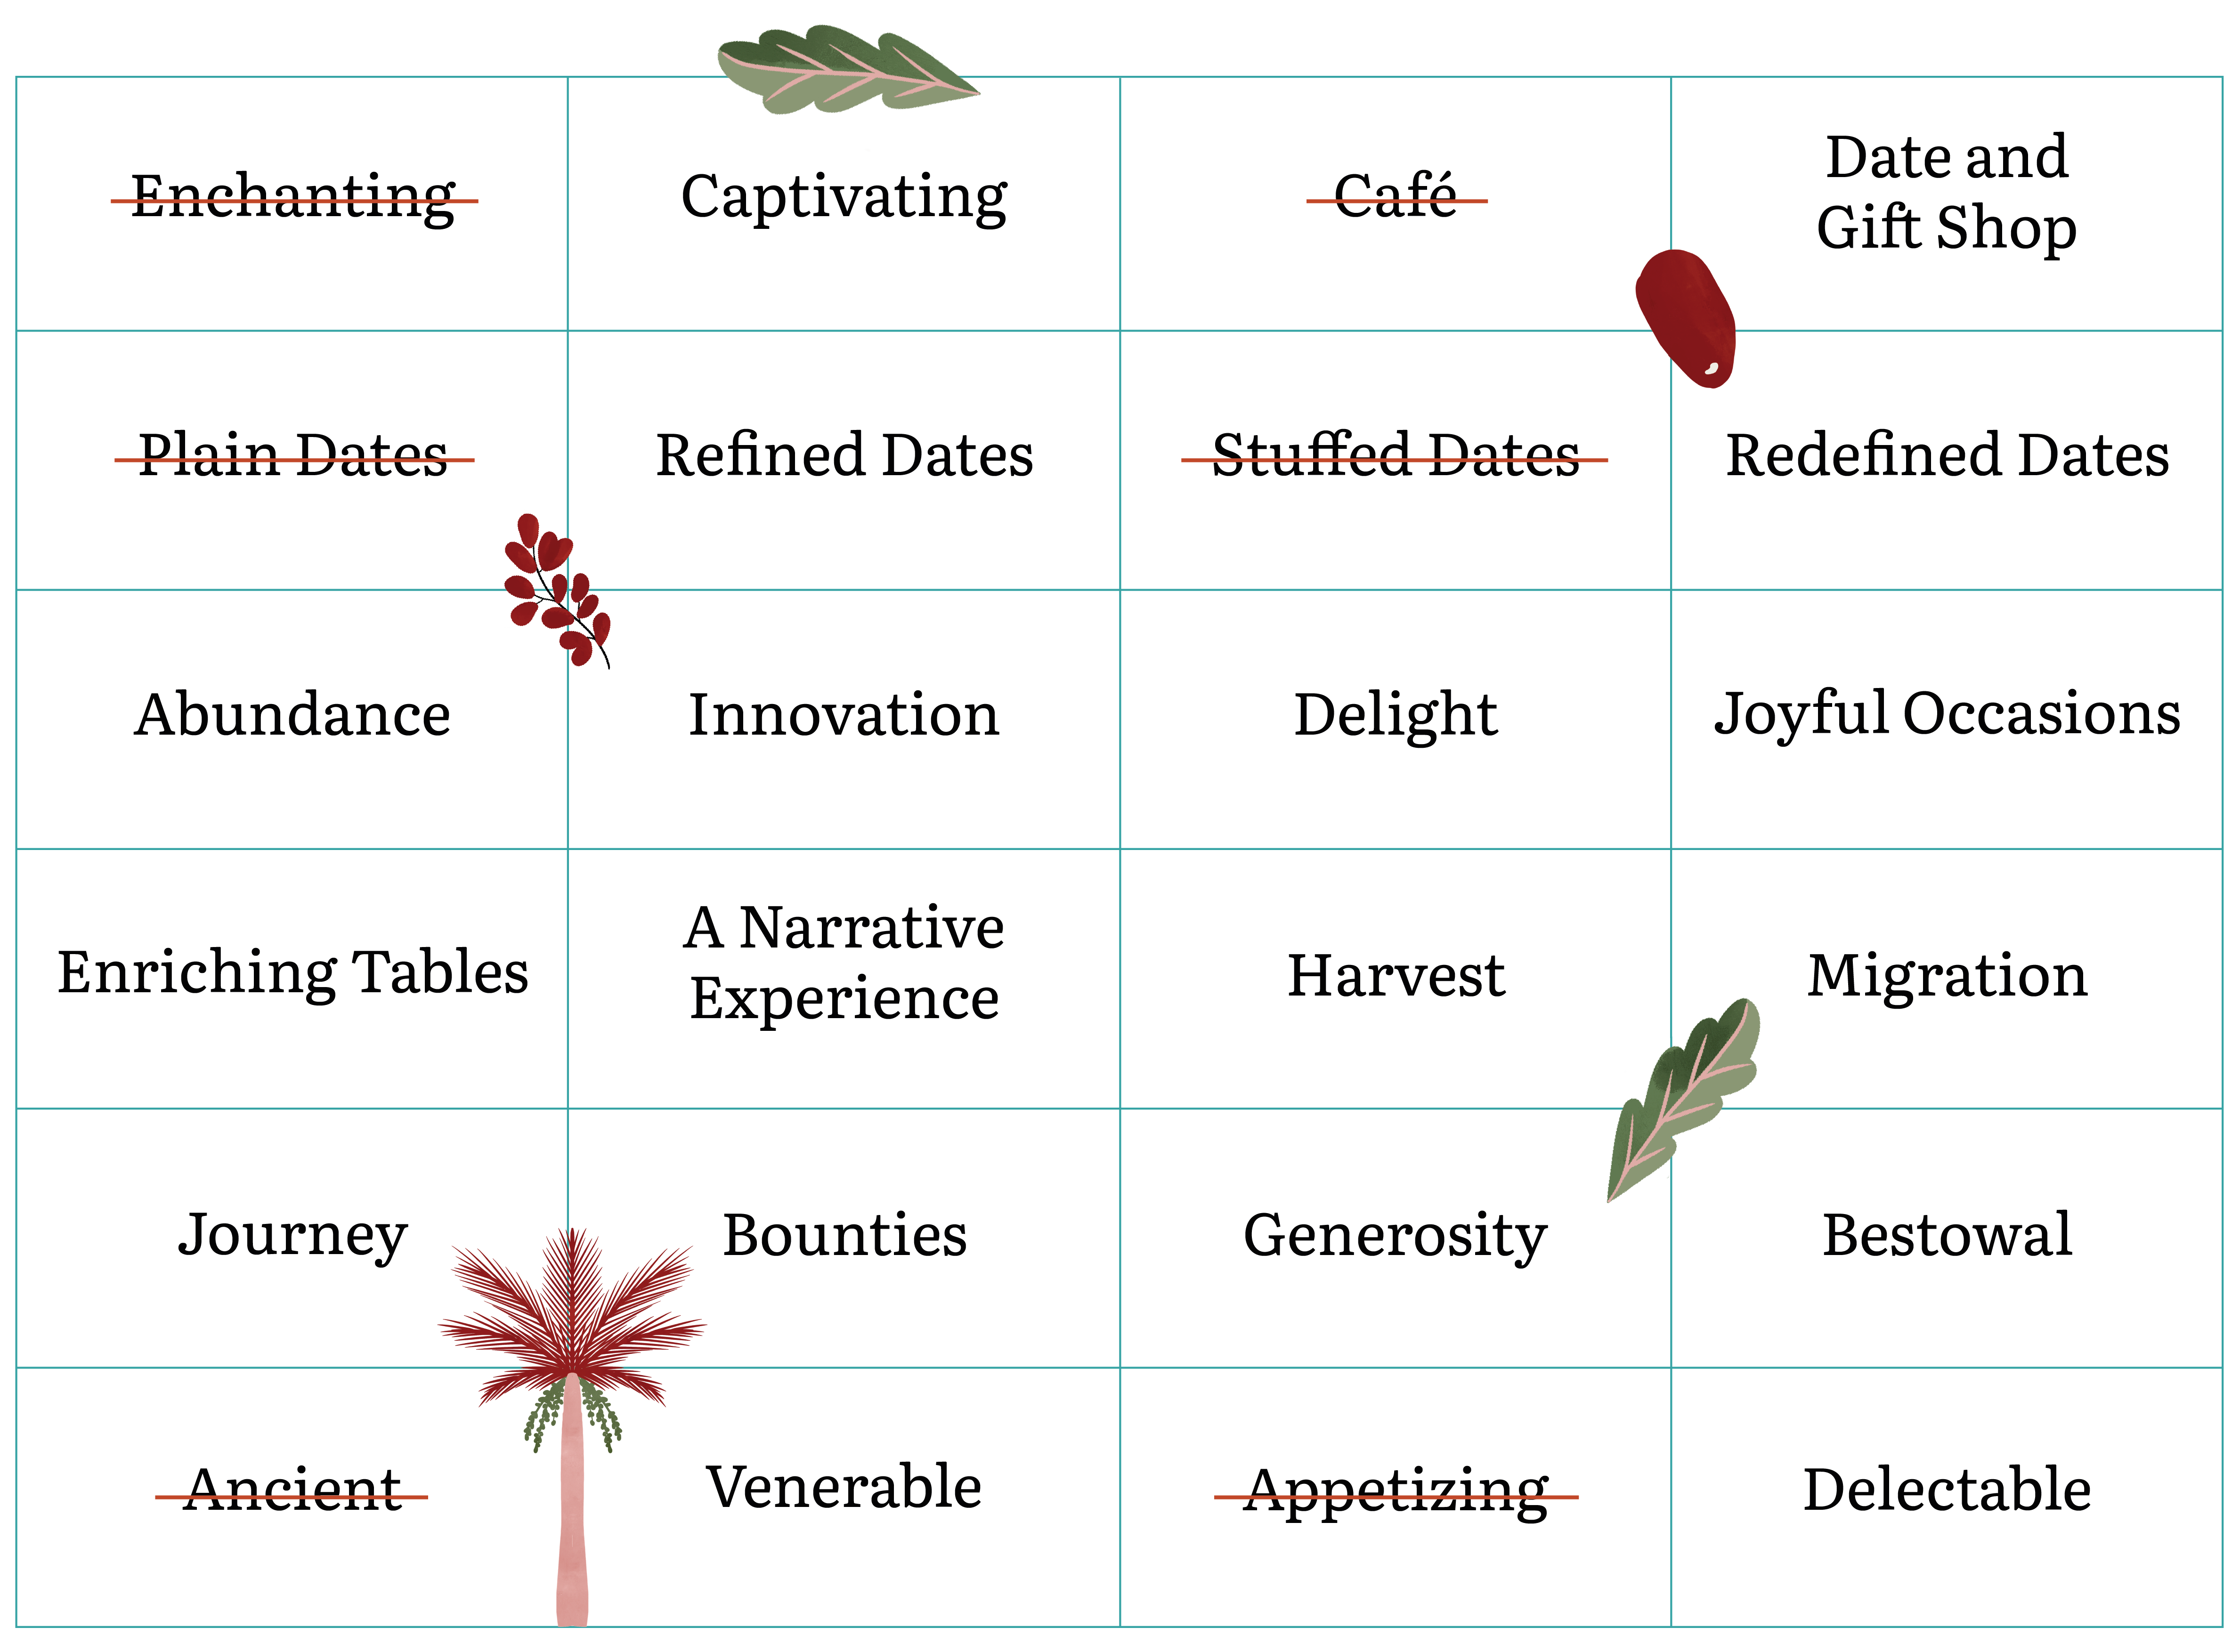 Enchanting
Captivating
Café
Date and
Gift Shop
Plain Dates
Refined Dates
Stuffed Dates
Redefined Dates
Abundance
Innovation
Delight
Joyful Occasions
Enriching Tables
A Narrative
Experience
Harvest
Migration
Journey
Bounties
Generosity
Bestowal
Ancient
Venerable
Appetizing
Delectable